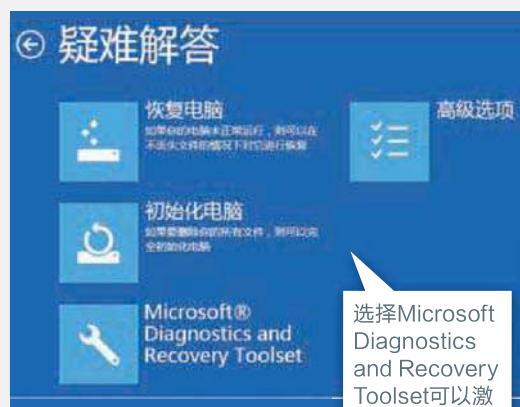 疑难解答
恢复电脑
如果你的电脑未正常运行，则可以在
不丢失文件的情况下对它进行恢复
初始化电脑
如果要删除你的所有文件，则可以完
全初始化电脑
Microsoft®
Diagnostics and
Recovery Toolset
高级选项
选择Microsoft
Diagnostics
and Recovery
Toolset可以激